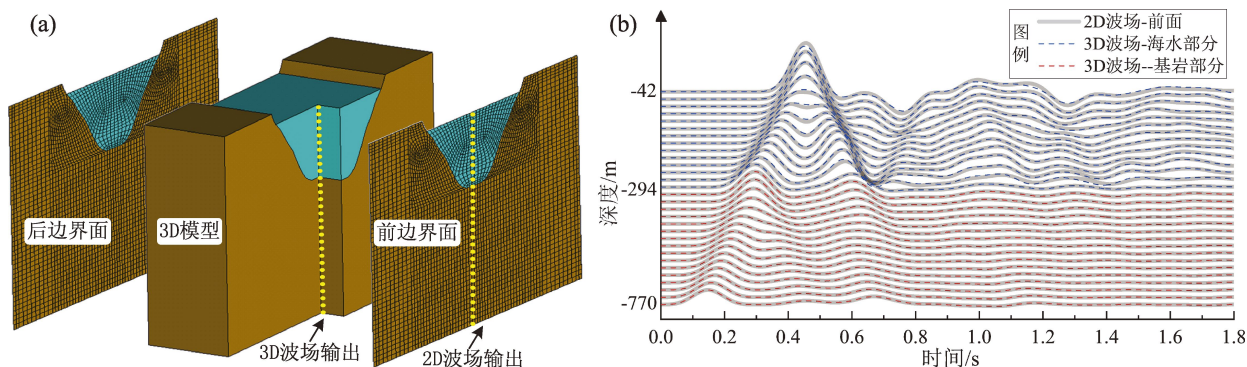 (a)
后边界面
3D模型
前边界面
3D波场输出
2D波场输出
(b)
图例
2D波场-前面
3D波场-海水部分
3D波场--基岩部分
深度/m
-42
-294
-770
0.0 0.2 0.4 0.6 0.8 1.0 1.2 1.4 1.6 1.8
时间/s